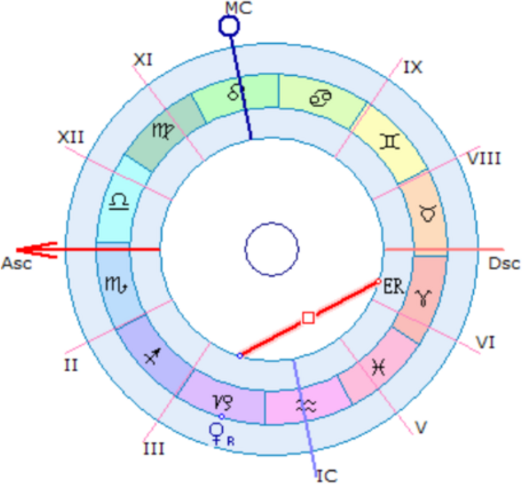 MC
XI
IX
♌
♋
♍
♊
XII
VIII
♎
♉
Asc
Dsc
♏
ER
♈
♐
♓
II
VI
♑
♒
♀ R
III
V
IC